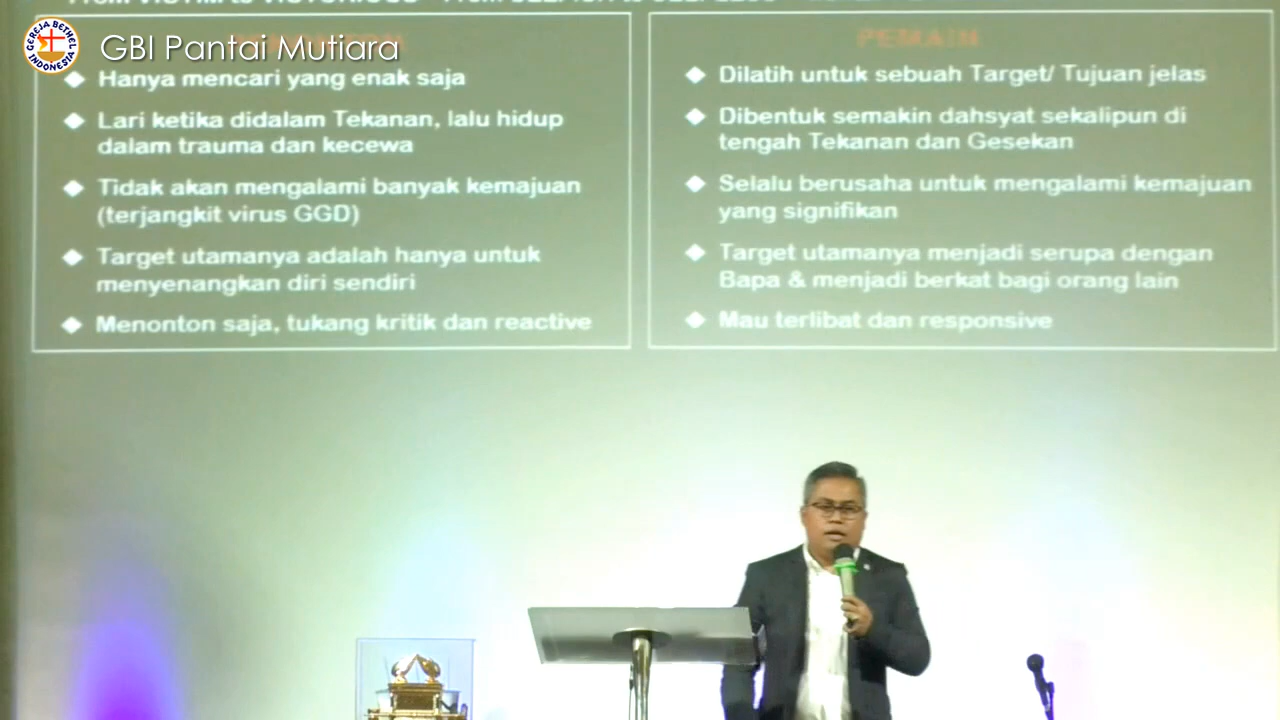 GEREJA BETHEL
INDONESIA
GBI Pantai Mutiara
Hanya mencari yang enak saja
Lari ketika didalam Tekanan, lalu hidup
dalam trauma dan kecewa
Tidak akan mengalami banyak kemajuan
(terjangkit virus GGD)
Target utamanya adalah hanya untuk
menyenangkan diri sendiri
Menonton saja, tukang kritik dan reactive
PEMAIN
Dilatih untuk sebuah Target/ Tujuan jelas
Dibentuk semakin dahsyat sekalipun di
tengah Tekanan dan Gesekan
Selalu berusaha untuk mengalami kemajuan
yang signifikan
Target utamanya menjadi serupa dengan
Bapa & menjadi berkat bagi orang lain
Mau terlibat dan responsive